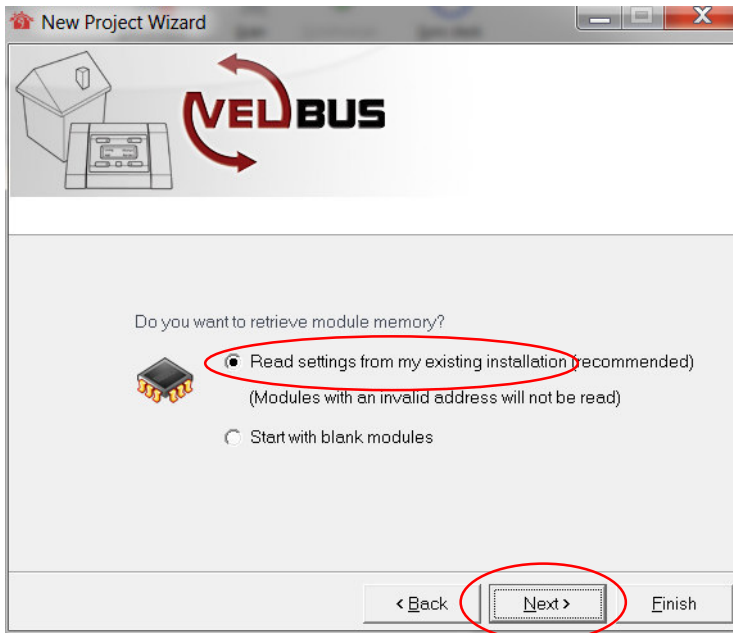 New Project Wizard
VELBUS
Do you want to retrieve module memory?
Read settings from my existing installation (recommended)
(Modules with an invalid address will not be read)
Start with blank modules
< Back Next > Finish